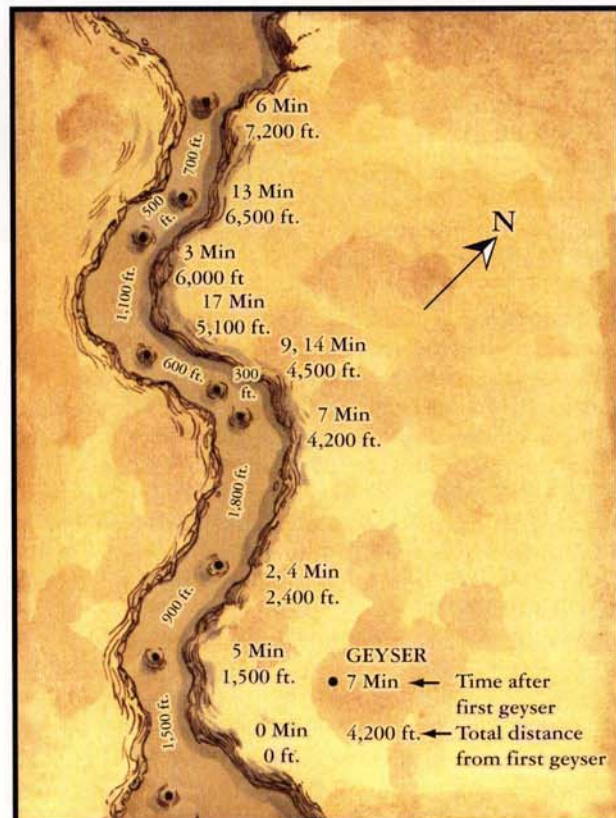 6 Min
7,200 ft.
700 ft.
13 Min
6,500 ft.
500
ft.
N
3 Min
6,000 ft
1,100 ft.
17 Min
5,100 ft.
9, 14 Min
4,500 ft.
600 ft.
300
ft.
7 Min
4,200 ft.
1,800 ft.
2, 4 Min
2,400 ft.
900 ft.
5 Min
1,500 ft.
1,500 ft.
0 Min
0 ft.
GEYSER
7 Min
Time after
first geyser
4,200 ft.
Total distance
from first geyser